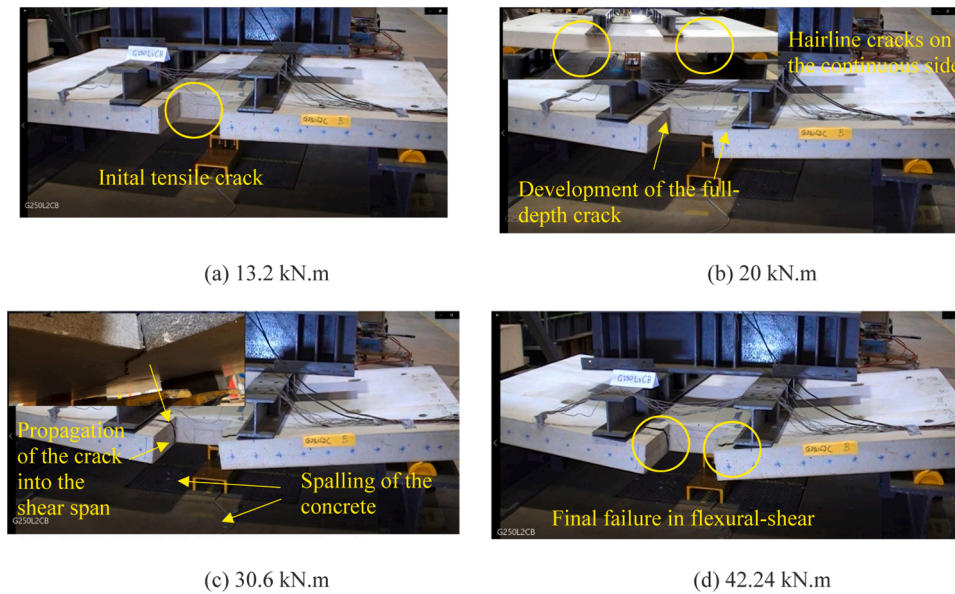 Inital tensile crack
G250L2CB
(a) 13.2 kN.m
Hairline cracks on
the continuous side
Development of the full-
depth crack
G250L2CB
(b) 20 kN.m
Propagation
of the crack
into the
shear span
Spalling of the
concrete
G250L2CB
(c) 30.6 kN.m
Final failure in flexural-shear
G250L2CB
(d) 42.24 kN.m